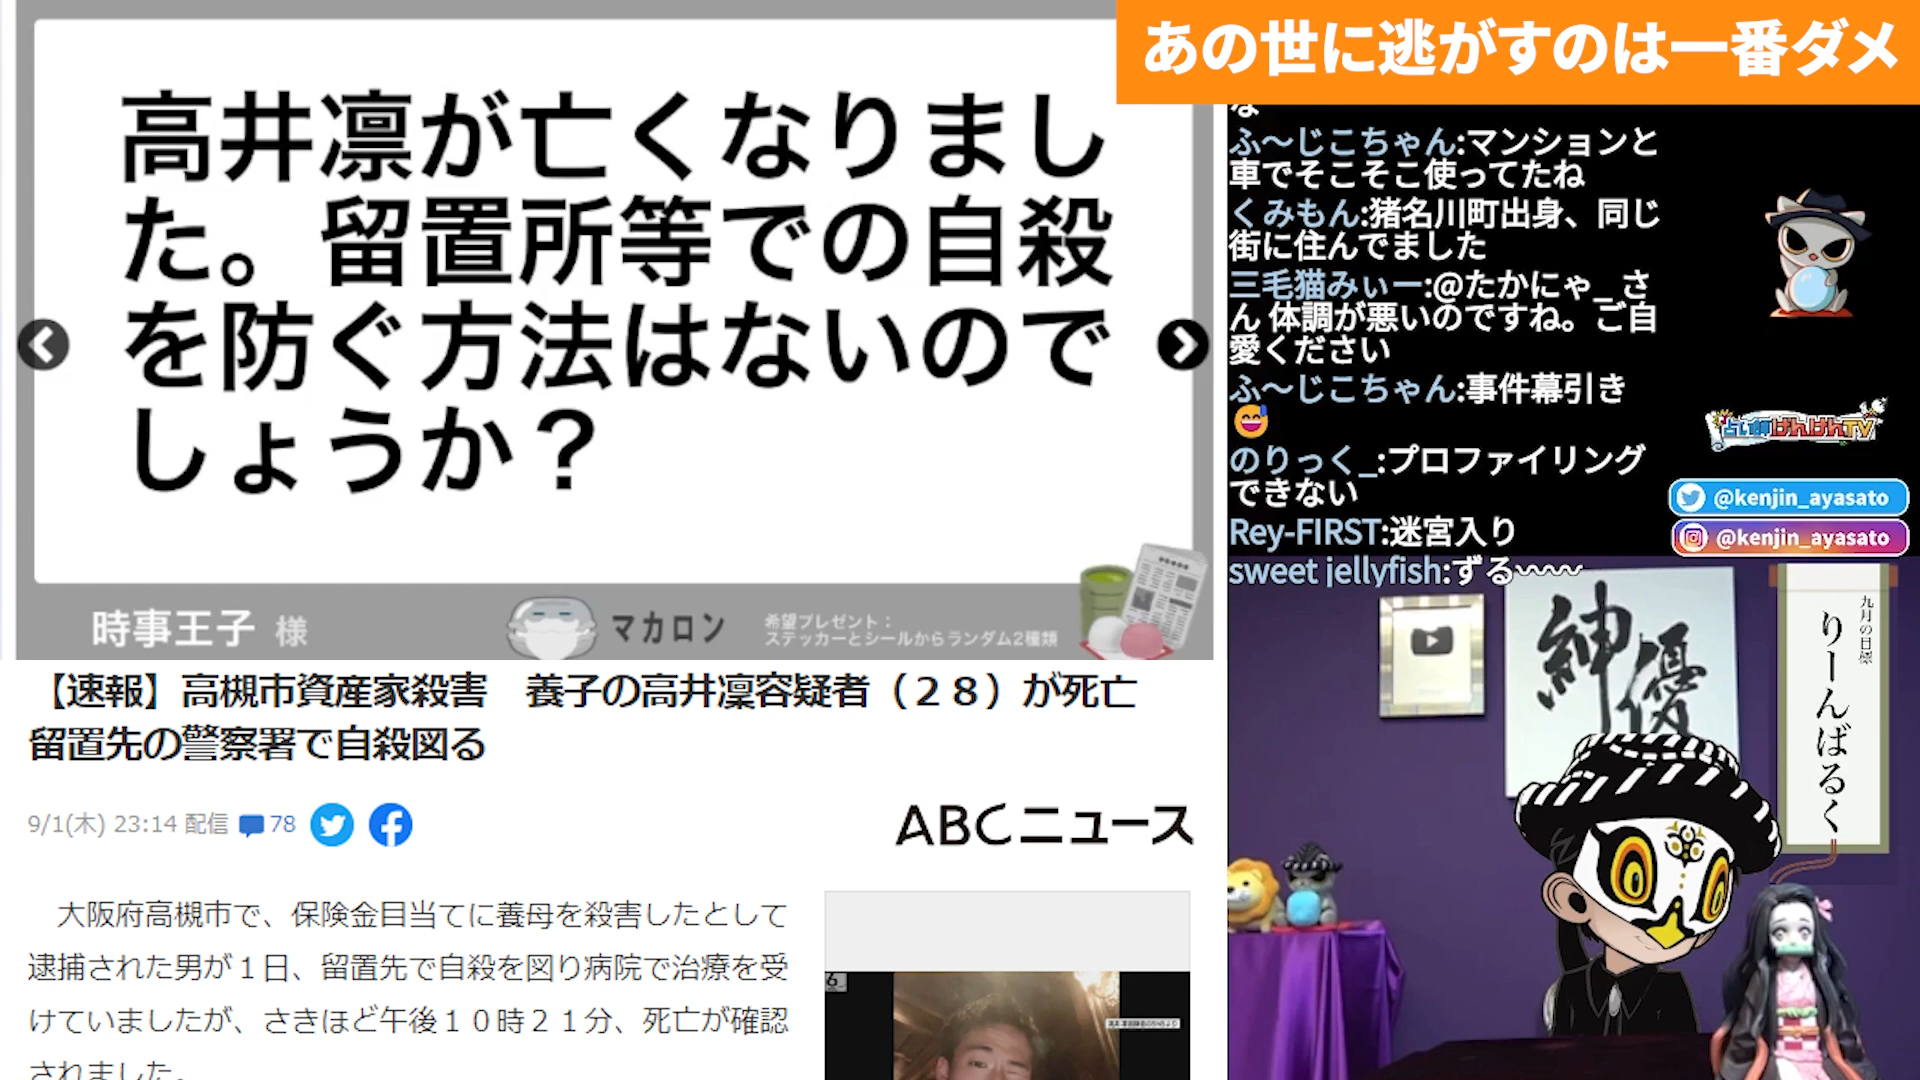 あの世に逃がすのは一番ダメ
高井凛が亡くなりまし
た。留置所等での自殺
を防ぐ方法はないので
しょうか？
時事王子 様
マカロン
希望プレゼント：
ステッカーとシールからランダム2種類
【速報】高槻市資産家殺害　養子の高井凜容疑者（２８）が死亡
留置先の警察署で自殺図る
9/1(木) 23:14 配信 78
ABCニュース
大阪府高槻市で、保険金目当てに養母を殺害したとして
逮捕された男が１日、留置先で自殺を図り病院で治療を受
けていましたが、さきほど午後１０時２１分、死亡が確認
されました。
な
ふ～じこちゃん:マンションと
車でそこそこ使ってたね
くみもん:猪名川町出身、同じ
街に住んでました
三毛猫みぃー:@たかにゃ_ さ
ん 体調が悪いのですね。ご自
愛ください
ふ～じこちゃん:事件幕引き
😅
のりっく_:プロファイリング
できない
Rey-FIRST:迷宮入り
sweet jellyfish:ずる〰〰
占い師けんけんTV
@kenjin_ayasato
@kenjin_ayasato
紳優
九月の目標
りーんばるく
6